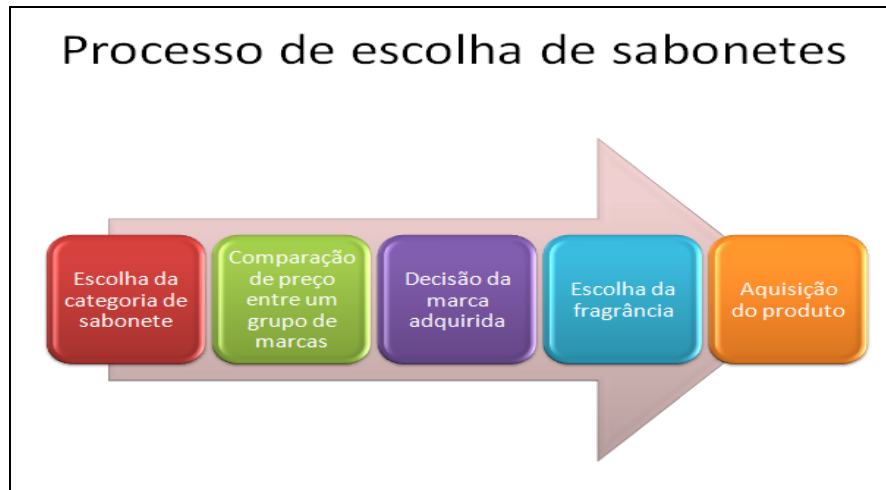 Processo de escolha de sabonetes
Escolha da
categoria de
sabonete
Comparação
de preço
entre um
grupo de
marcas
Decisão da
marca
adquirida
Escolha da
fragrância
Aquisição
do produto